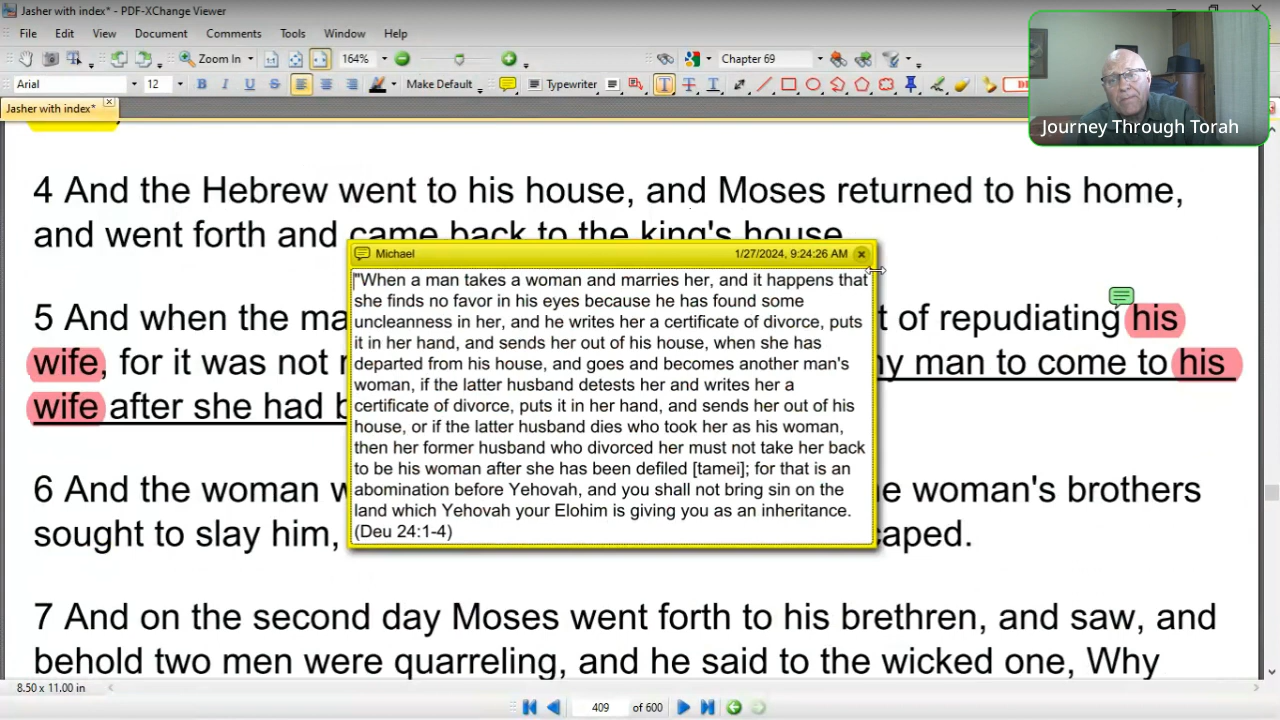 Jasher with index* - PDF-XChange Viewer
File Edit View Document Comments Tools Window Help
Zoom In 164% Chapter 69
Arial 12 B I U Make Default Typewriter
Jasher with index*
Journey Through Torah
4 And the Hebrew went to his house, and Moses returned to his home,
and went forth and came back to the king's house.
Michael 1/27/2024, 9:24:26 AM
"When a man takes a woman and marries her, and it happens that
she finds no favor in his eyes because he has found some
uncleanness in her, and he writes her a certificate of divorce, puts
it in her hand, and sends her out of his house, when she has
departed from his house, and goes and becomes another man's
woman, if the latter husband detests her and writes her a
certificate of divorce, puts it in her hand, and sends her out of his
house, or if the latter husband dies who took her as his woman,
then her former husband who divorced her must not take her back
to be his woman after she has been defiled [tamei]; for that is an
abomination before Yehovah, and you shall not bring sin on the
land which Yehovah your Elohim is giving you as an inheritance.
(Deu 24:1-4)
5 And when the ma t of repudiating his
wife, for it was not ny man to come to his
wife after she had b
6 And the woman w e woman's brothers
sought to slay him, caped.
7 And on the second day Moses went forth to his brethren, and saw, and
behold two men were quarreling, and he said to the wicked one, Why
8.50 x 11.00 in
409 of 600